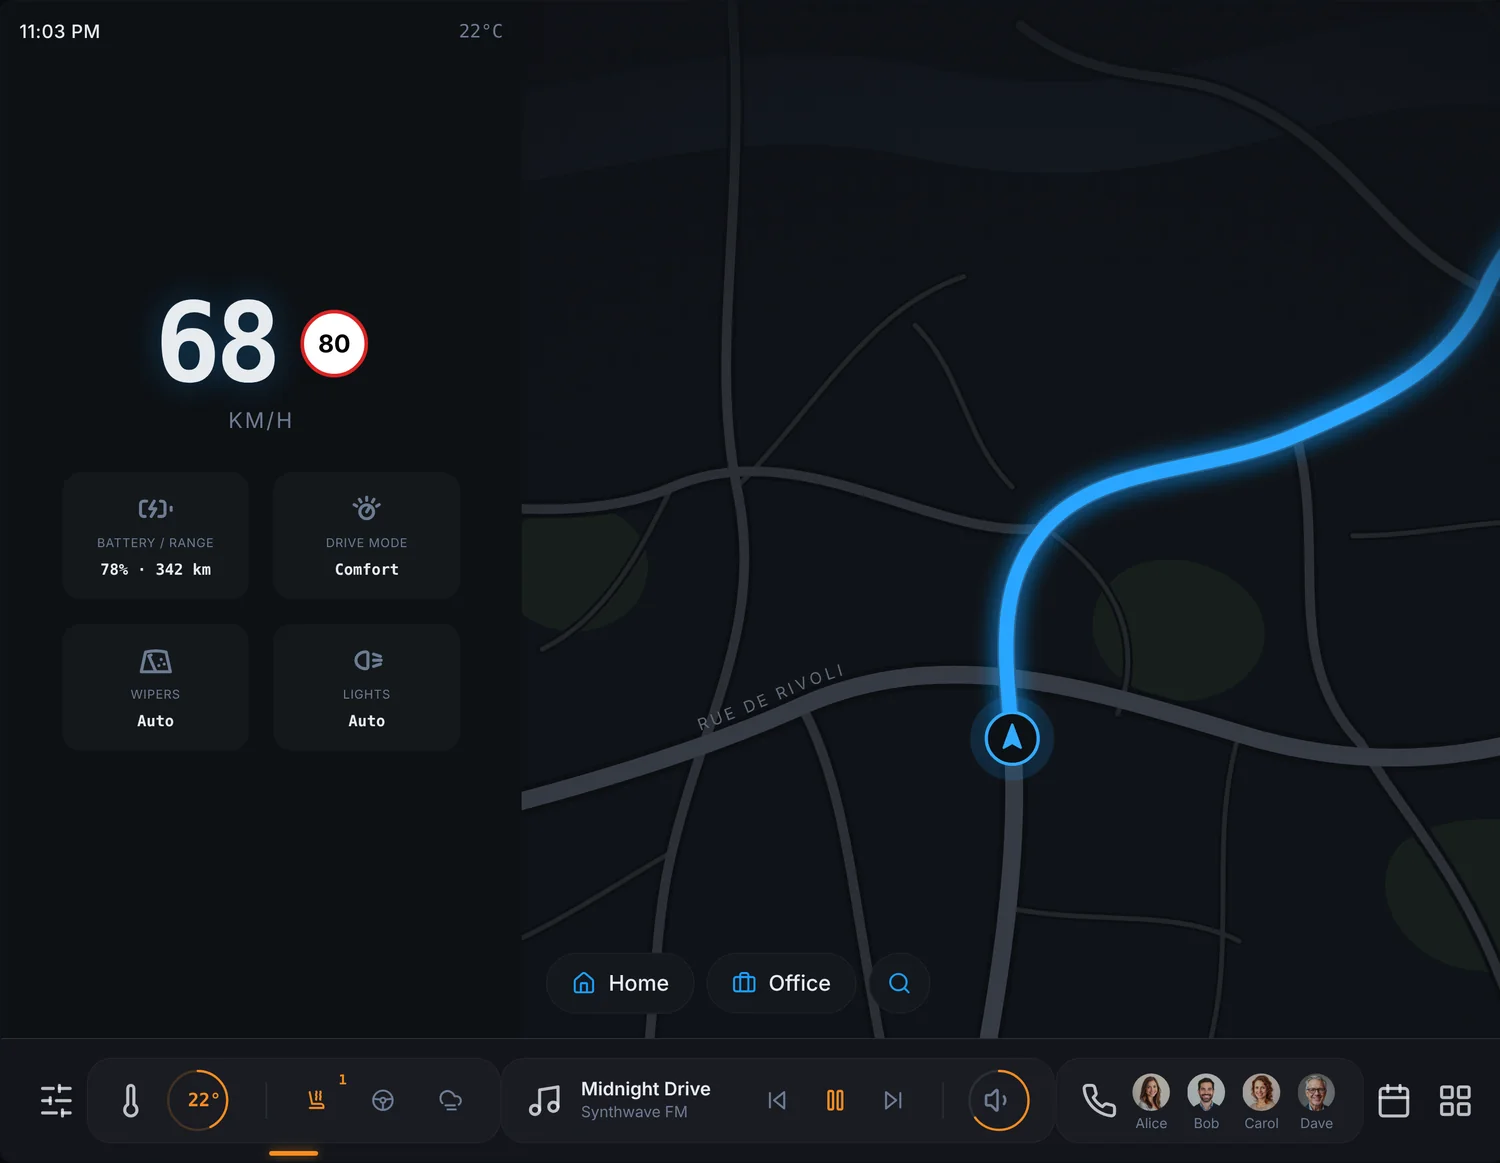 11:03 PM
22°C
68
80
KM/H
BATTERY / RANGE
78% · 342 km
DRIVE MODE
Comfort
WIPERS
Auto
LIGHTS
Auto
RUE DE RIVOLI
Home
Office
22°
1
Midnight Drive
Synthwave FM
Alice
Bob
Carol
Dave